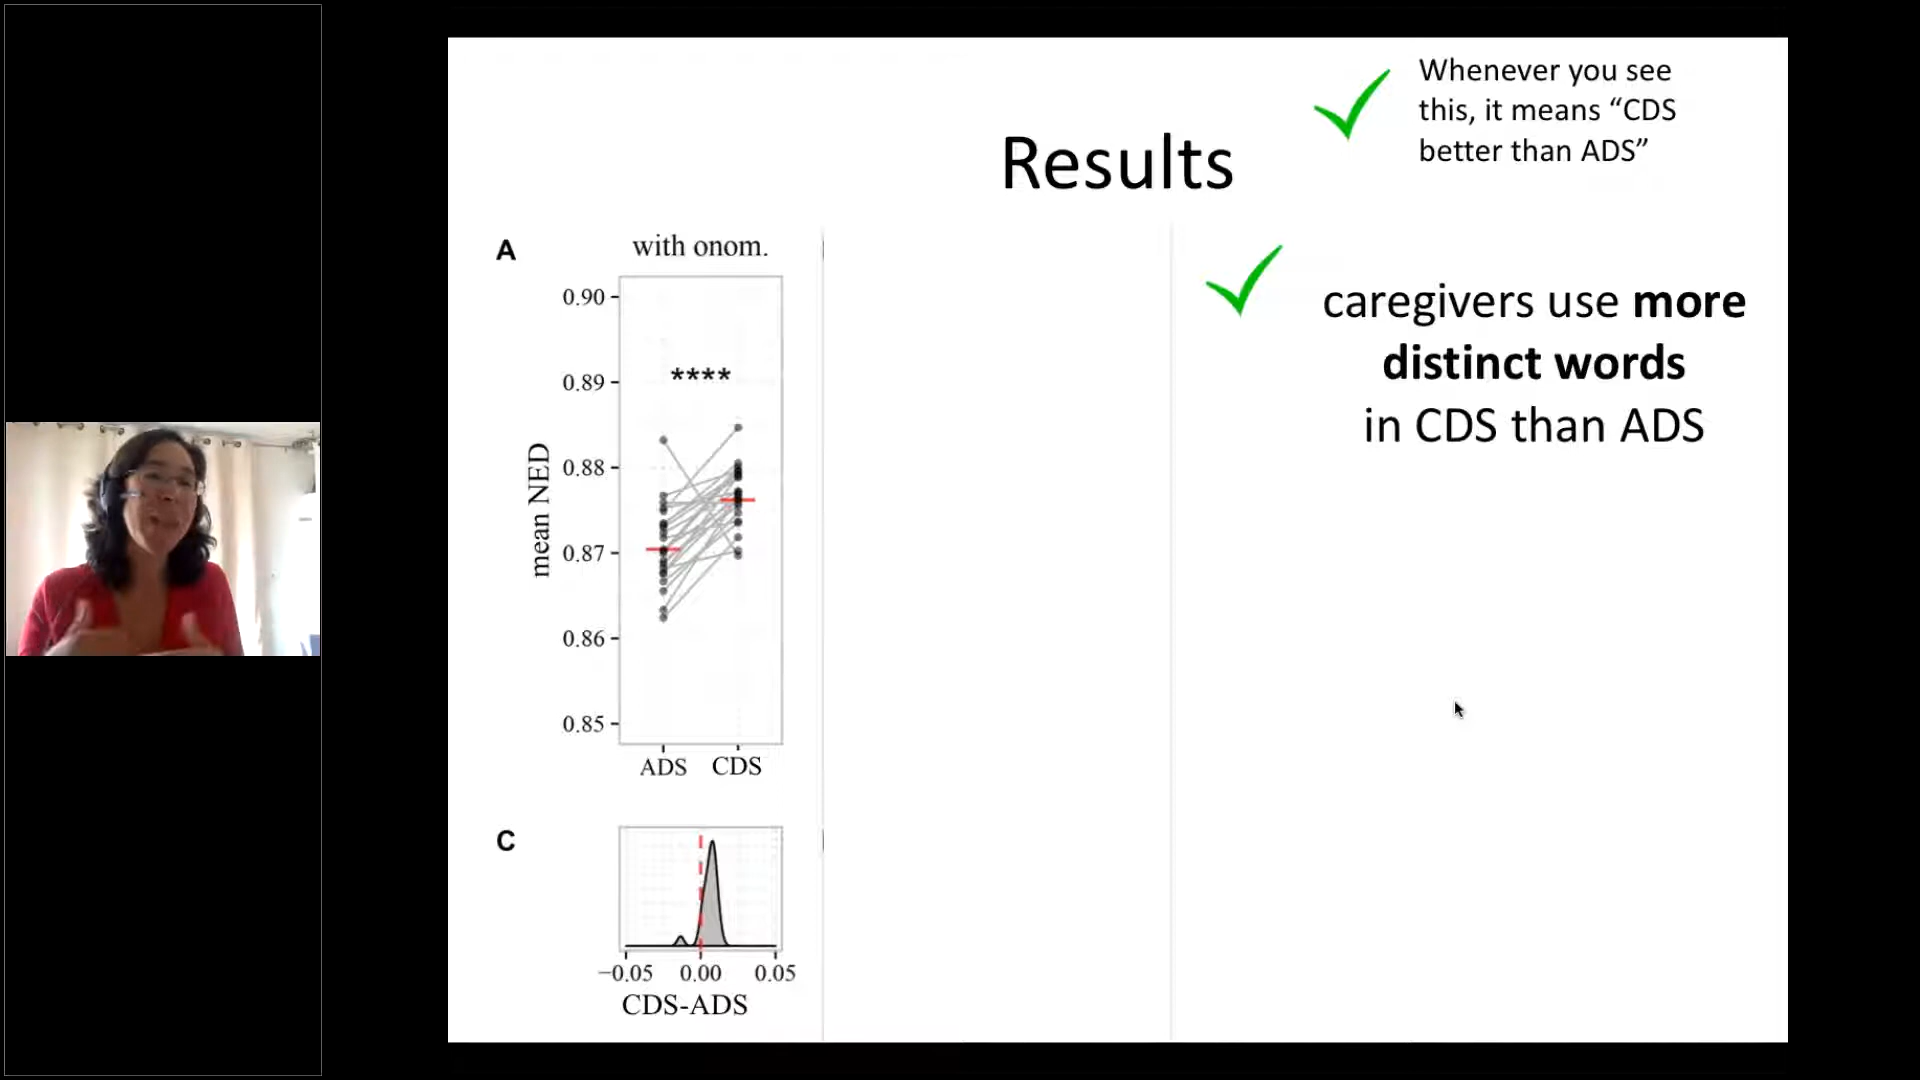 Whenever you see
this, it means “CDS
better than ADS”
Results
A
with onom.
0.90
0.89
0.88
0.87
0.86
0.85
****
mean NED
ADS CDS
caregivers use more
distinct words
in CDS than ADS
C
−0.05 0.00 0.05
CDS-ADS